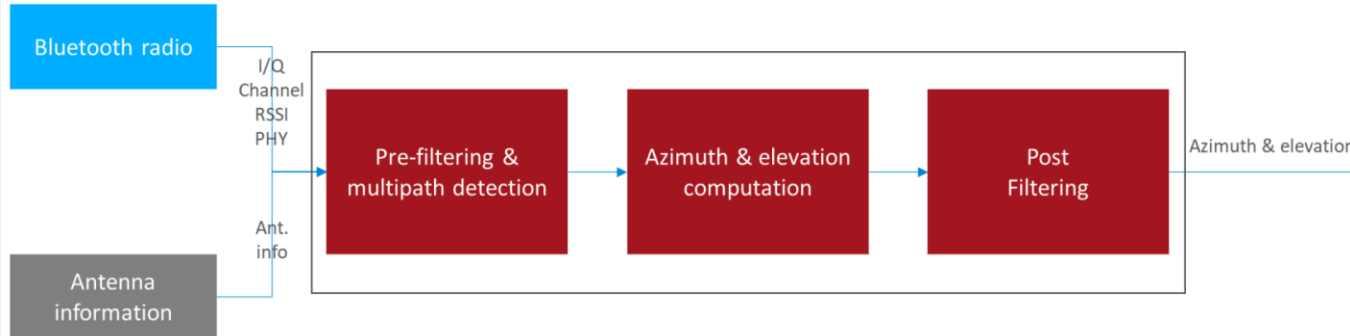 Bluetooth radio
I/Q
Channel
RSSI
PHY
Pre-filtering &
multipath detection
Azimuth & elevation
computation
Post
Filtering
Azimuth & elevation
Ant.
info
Antenna
information